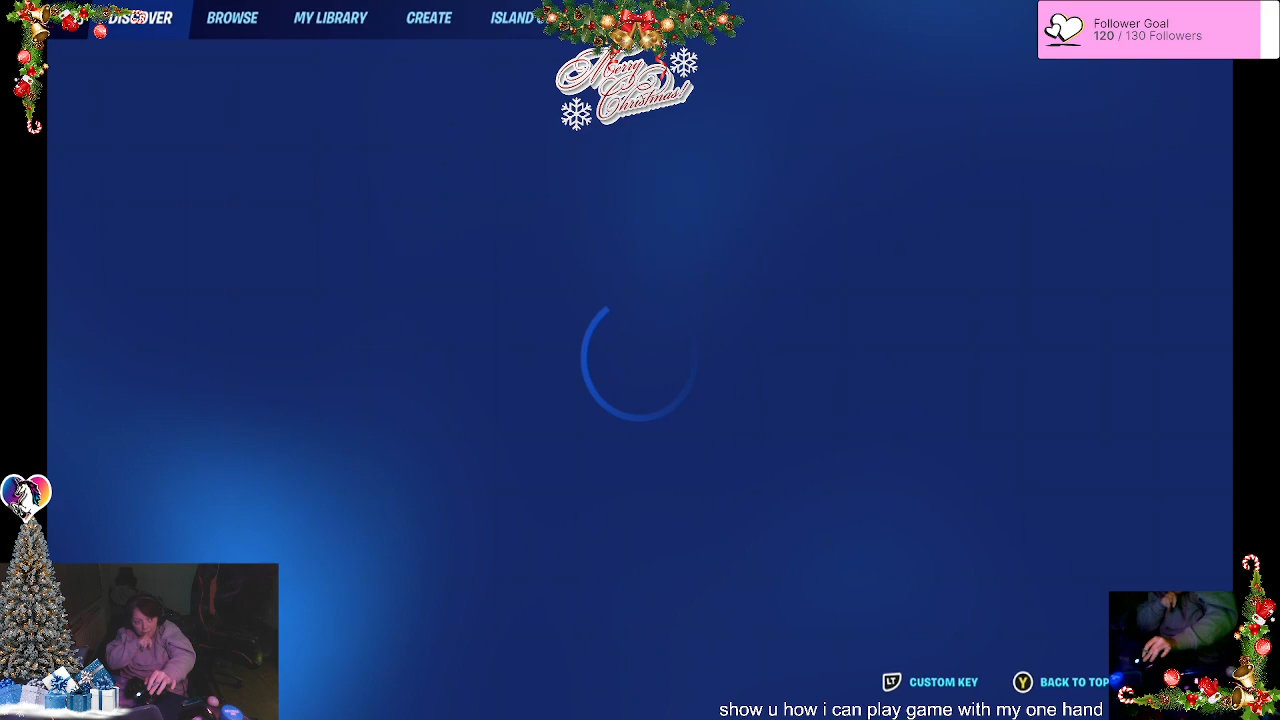 DISCOVER BROWSE MY LIBRARY CREATE ISLAND
Follower Goal
120 / 130 Followers
Merry
Christmas!
LT CUSTOM KEY Y BACK TO TOP
show u how i can play game with my one hand